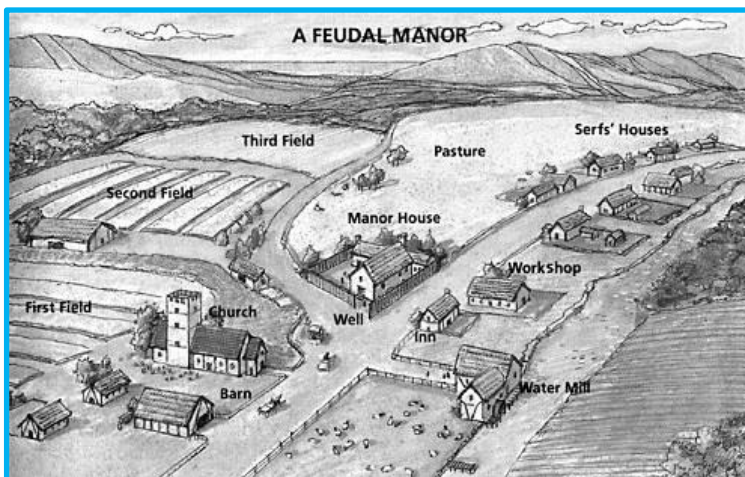 A FEUDAL MANOR
Third Field
Serfs' Houses
Pasture
Second Field
Manor House
Workshop
First Field
Church
Well
Inn
Barn
Water Mill